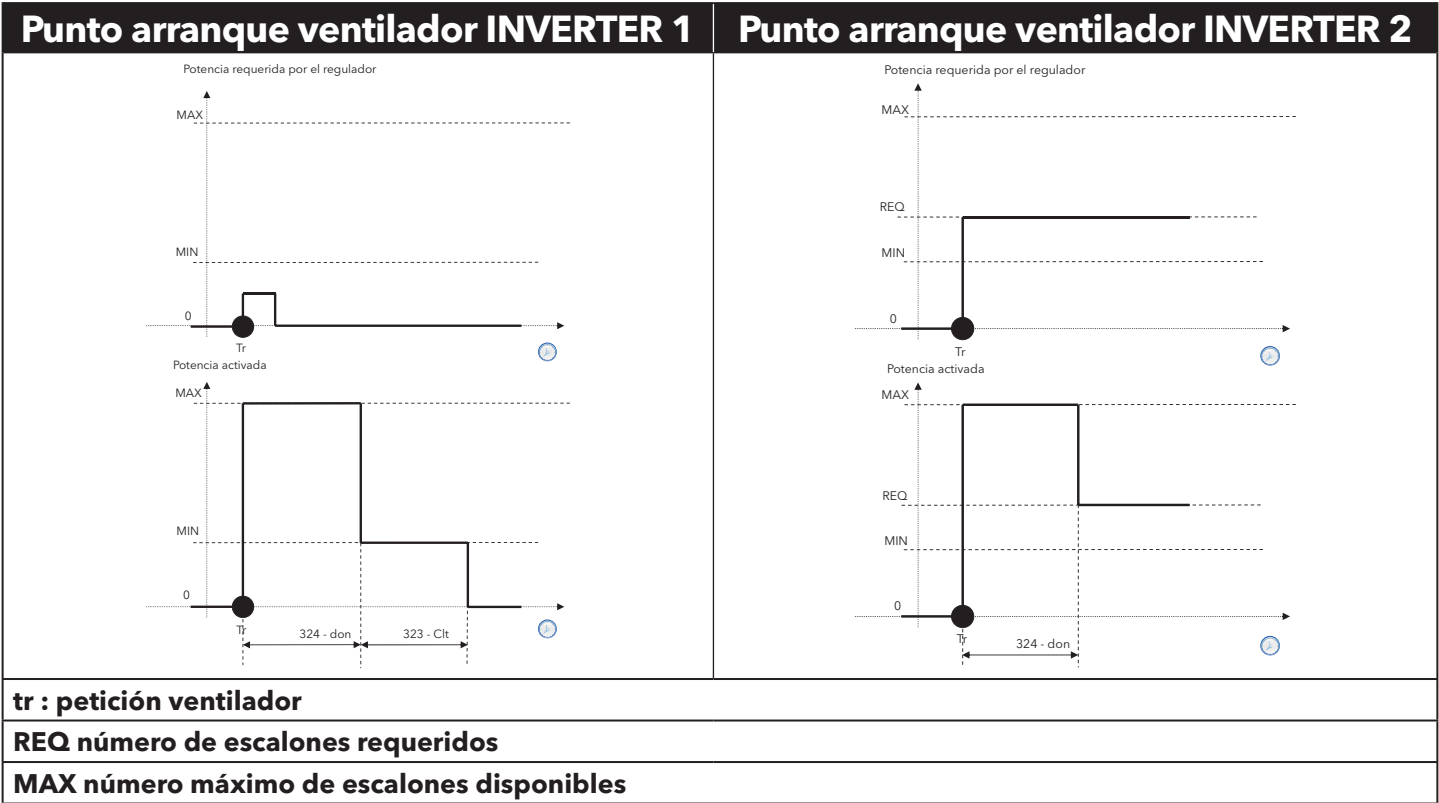 Punto arranque ventilador INVERTER 1
Potencia requerida por el regulador
MAX
MIN
0
Tr
Potencia activada
MAX
MIN
0
Tr
324 - don
323 - Clt
Punto arranque ventilador INVERTER 2
Potencia requerida por el regulador
MAX
REQ
MIN
0
Tr
Potencia activada
MAX
REQ
MIN
0
Tr
324 - don
tr : petición ventilador
REQ número de escalones requeridos
MAX número máximo de escalones disponibles